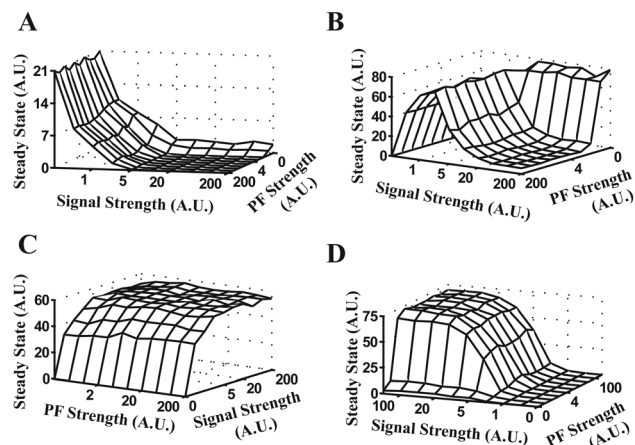 A
Steady State (A.U.)
21
14
7
0
1 5 20 200
Signal Strength (A.U.)
200 4 0
PF Strength
(A.U.)
B
Steady State (A.U.)
80
60
40
20
0
1 5 20 200
Signal Strength (A.U.)
200 4 0
PF Strength
(A.U.)
C
Steady State (A.U.)
60
40
20
0
2 20 200
PF Strength (A.U.)
0 5 20 200
Signal Strength
(A.U.)
D
Steady State (A.U.)
75
50
25
0
100 20 5 1 0
Signal Strength (A.U.)
0 4 100
PF Strength
(A.U.)